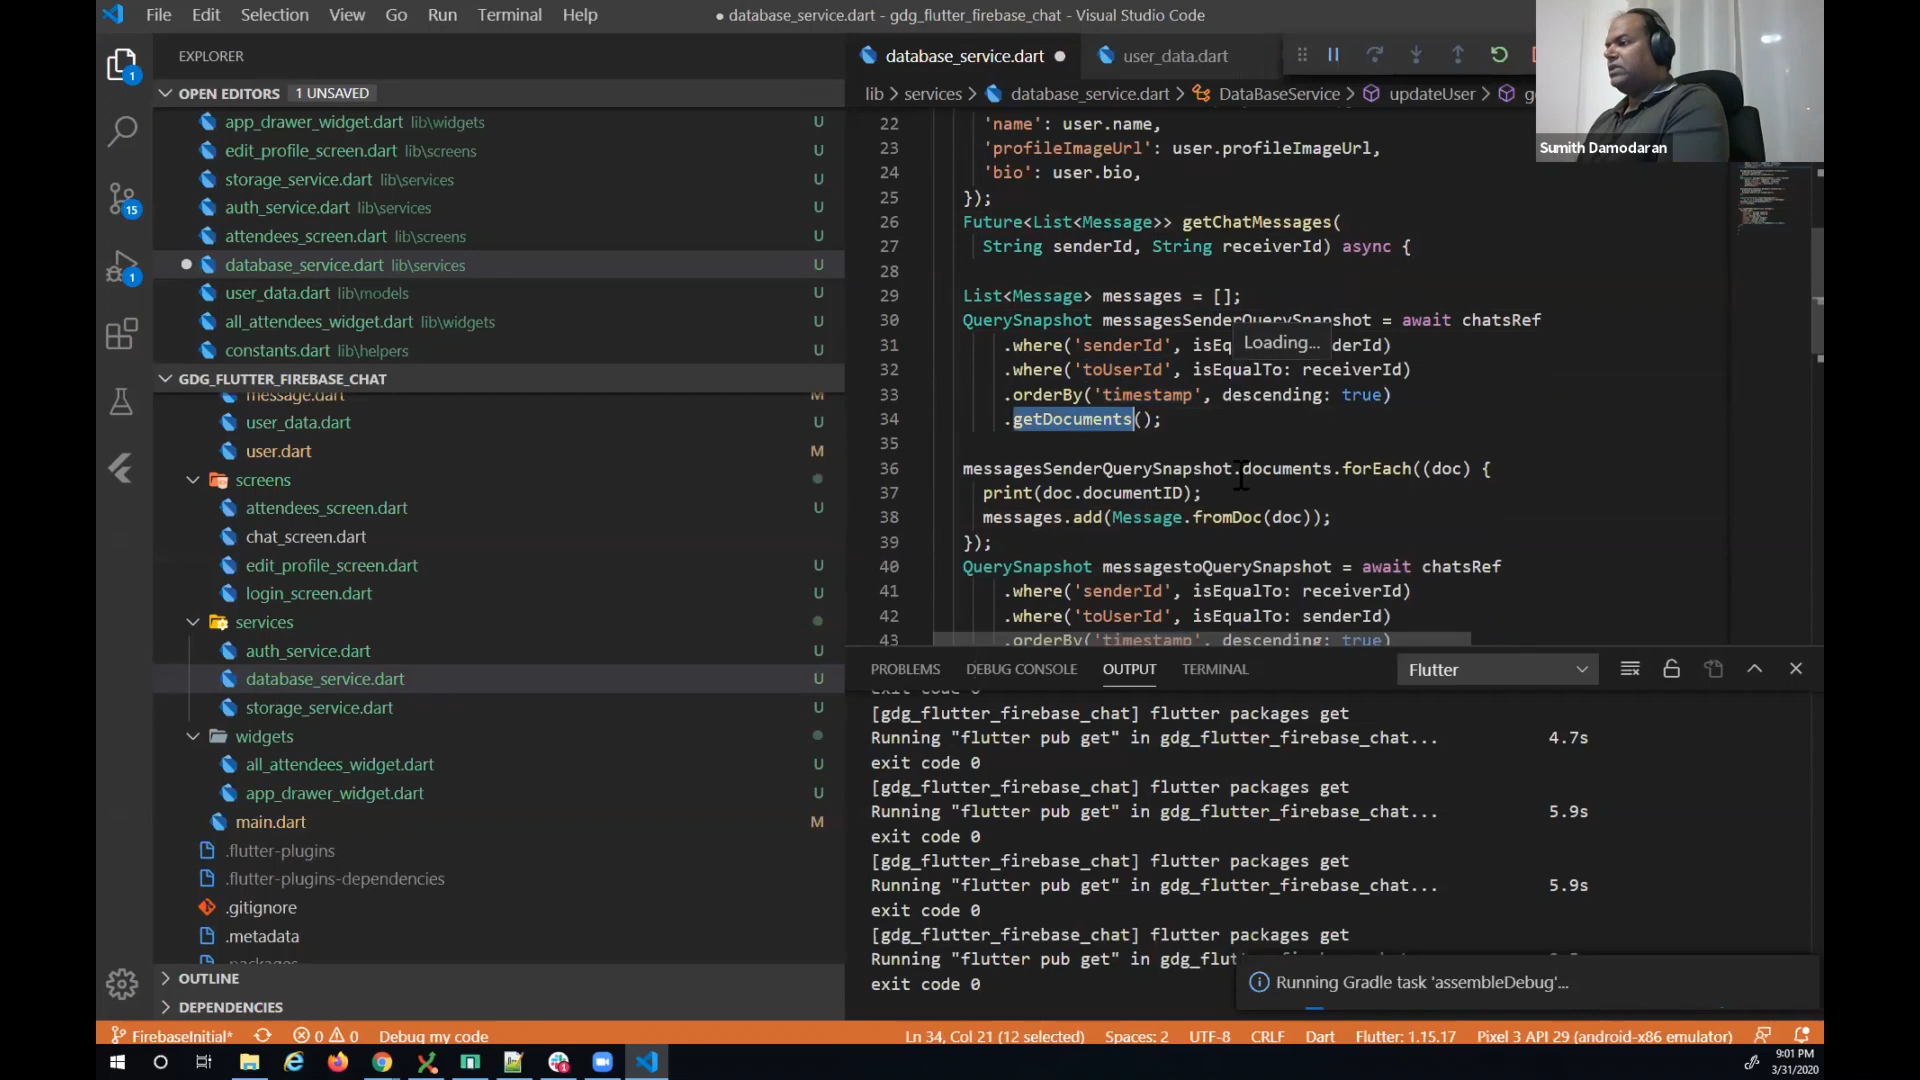 File Edit Selection View Go Run Terminal Help
● database_service.dart - gdg_flutter_firebase_chat - Visual Studio Code
Sumith Damodaran
EXPLORER
OPEN EDITORS 1 UNSAVED
app_drawer_widget.dart lib\widgets U
edit_profile_screen.dart lib\screens U
storage_service.dart lib\services U
auth_service.dart lib\services U
attendees_screen.dart lib\screens U
database_service.dart lib\services U
user_data.dart lib\models U
all_attendees_widget.dart lib\widgets U
constants.dart lib\helpers U
GDG_FLUTTER_FIREBASE_CHAT
message.dart M
user_data.dart U
user.dart M
screens
attendees_screen.dart U
chat_screen.dart
edit_profile_screen.dart U
login_screen.dart U
services
auth_service.dart U
database_service.dart U
storage_service.dart U
widgets
all_attendees_widget.dart U
app_drawer_widget.dart U
main.dart M
.flutter-plugins
.flutter-plugins-dependencies
.gitignore
.metadata
.packages
OUTLINE
DEPENDENCIES
1
15
1
database_service.dart ● user_data.dart
lib > services > database_service.dart > DataBaseService > updateUser >
22 'name': user.name,
23 'profileImageUrl': user.profileImageUrl,
24 'bio': user.bio,
25 });
26 Future<List<Message>> getChatMessages(
27 String senderId, String receiverId) async {
28
29 List<Message> messages = [];
30 QuerySnapshot messagesSenderQuerySnapshot = await chatsRef
Loading...
31 .where('senderId', isEq derId)
32 .where('toUserId', isEqualTo: receiverId)
33 .orderBy('timestamp', descending: true)
34 .getDocuments();
35
36 messagesSenderQuerySnapshot.documents.forEach((doc) {
37 print(doc.documentID);
38 messages.add(Message.fromDoc(doc));
39 });
40 QuerySnapshot messagestoQuerySnapshot = await chatsRef
41 .where('senderId', isEqualTo: receiverId)
42 .where('toUserId', isEqualTo: senderId)
43 .orderBy('timestamp', descending: true)
PROBLEMS DEBUG CONSOLE OUTPUT TERMINAL Flutter
exit code 0
[gdg_flutter_firebase_chat] flutter packages get
Running "flutter pub get" in gdg_flutter_firebase_chat... 4.7s
exit code 0
[gdg_flutter_firebase_chat] flutter packages get
Running "flutter pub get" in gdg_flutter_firebase_chat... 5.9s
exit code 0
[gdg_flutter_firebase_chat] flutter packages get
Running "flutter pub get" in gdg_flutter_firebase_chat... 5.9s
exit code 0
[gdg_flutter_firebase_chat] flutter packages get
Running "flutter pub get" in gdg_flut
exit code 0
Running Gradle task 'assembleDebug'...
FirebaseInitial* 0 0 Debug my code Ln 34, Col 21 (12 selected) Spaces: 2 UTF-8 CRLF Dart Flutter: 1.15.17 Pixel 3 API 29 (android-x86 emulator)
9:01 PM
3/31/2020